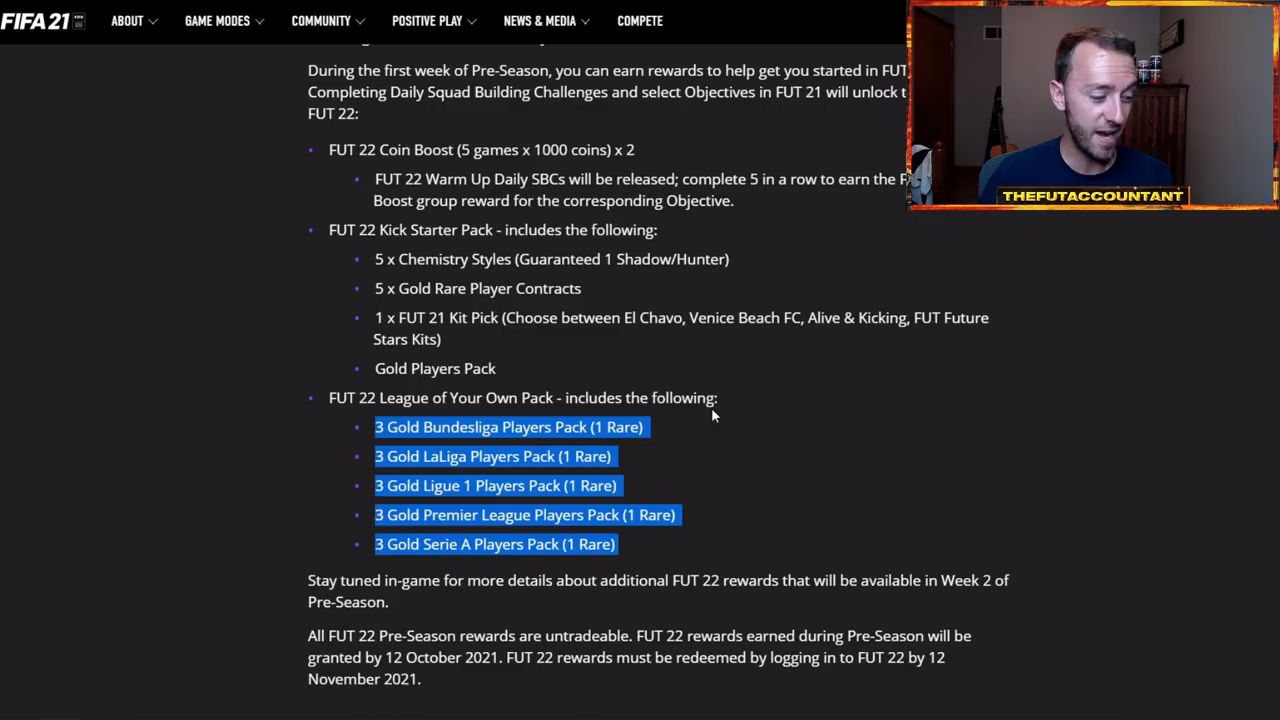 FIFA 21 ABOUT GAME MODES COMMUNITY POSITIVE PLAY NEWS & MEDIA COMPETE
During the first week of Pre-Season, you can earn rewards to help get you started in FUT
Completing Daily Squad Building Challenges and select Objectives in FUT 21 will unlock
FUT 22:
• FUT 22 Coin Boost (5 games x 1000 coins) x 2
• FUT 22 Warm Up Daily SBCs will be released; complete 5 in a row to earn the
Boost group reward for the corresponding Objective.
• FUT 22 Kick Starter Pack - includes the following:
• 5 x Chemistry Styles (Guaranteed 1 Shadow/Hunter)
• 5 x Gold Rare Player Contracts
• 1 x FUT 21 Kit Pick (Choose between El Chavo, Venice Beach FC, Alive & Kicking, FUT Future
Stars Kits)
• Gold Players Pack
• FUT 22 League of Your Own Pack - includes the following:
• 3 Gold Bundesliga Players Pack (1 Rare)
• 3 Gold LaLiga Players Pack (1 Rare)
• 3 Gold Ligue 1 Players Pack (1 Rare)
• 3 Gold Premier League Players Pack (1 Rare)
• 3 Gold Serie A Players Pack (1 Rare)
Stay tuned in-game for more details about additional FUT 22 rewards that will be available in Week 2 of
Pre-Season.
All FUT 22 Pre-Season rewards are untradeable. FUT 22 rewards earned during Pre-Season will be
granted by 12 October 2021. FUT 22 rewards must be redeemed by logging in to FUT 22 by 12
November 2021.
THEFUTACCOUNTANT